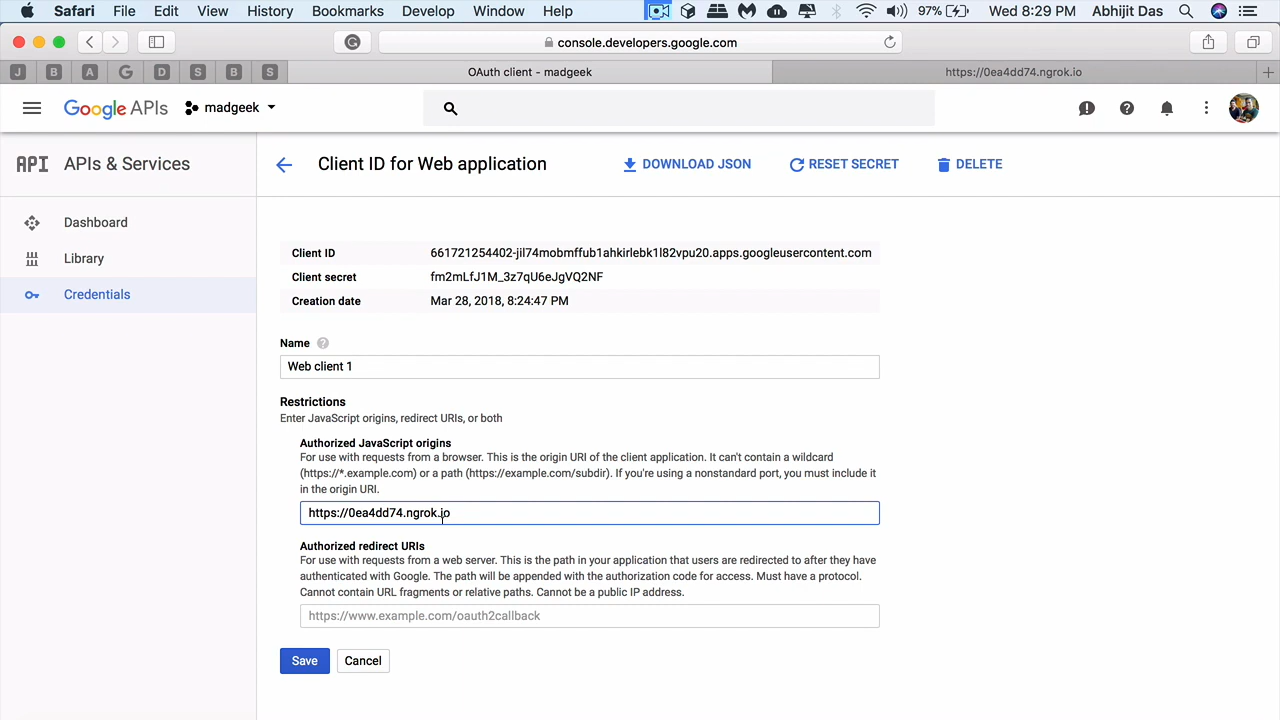 Safari File Edit View History Bookmarks Develop Window Help 97% Wed 8:29 PM Abhijit Das
console.developers.google.com
J B A G D S B S OAuth client - madgeek https://0ea4dd74.ngrok.io
Google APIs madgeek
API APIs & Services Client ID for Web application DOWNLOAD JSON RESET SECRET DELETE
Dashboard
Library
Credentials
Client ID 661721254402-jil74mobmffub1ahkirlebk1l82vpu20.apps.googleusercontent.com
Client secret fm2mLfJ1M_3z7qU6eJgVQ2NF
Creation date Mar 28, 2018, 8:24:47 PM
Name ?
Web client 1
Restrictions
Enter JavaScript origins, redirect URIs, or both
Authorized JavaScript origins
For use with requests from a browser. This is the origin URI of the client application. It can't contain a wildcard
(https://*.example.com) or a path (https://example.com/subdir). If you're using a nonstandard port, you must include it
in the origin URI.
https://0ea4dd74.ngrok.io
Authorized redirect URIs
For use with requests from a web server. This is the path in your application that users are redirected to after they have
authenticated with Google. The path will be appended with the authorization code for access. Must have a protocol.
Cannot contain URL fragments or relative paths. Cannot be a public IP address.
https://www.example.com/oauth2callback
Save Cancel